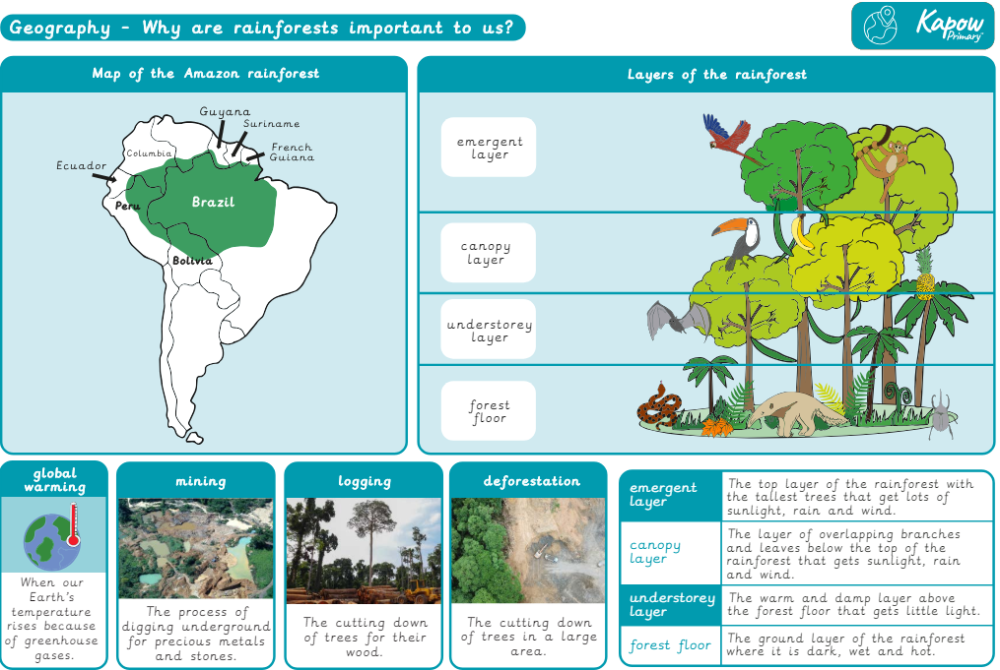 Geography - Why are rainforests important to us?
Kapow
Primary™
Map of the Amazon rainforest
Guyana
Suriname
French
Guiana
Columbia
Ecuador
Peru
Brazil
Bolivia
Layers of the rainforest
emergent
layer
canopy
layer
understorey
layer
forest
floor
global
warming
When our
Earth's
temperature
rises because
of greenhouse
gases.
mining
The process of
digging underground
for precious metals
and stones.
logging
The cutting down
of trees for their
wood.
deforestation
The cutting down
of trees in a large
area.
emergent
layer
The top layer of the rainforest with
the tallest trees that get lots of
sunlight, rain and wind.
canopy
layer
The layer of overlapping branches
and leaves below the top of the
rainforest that gets sunlight, rain
and wind.
understorey
layer
The warm and damp layer above
the forest floor that gets little light.
forest floor
The ground layer of the rainforest
where it is dark, wet and hot.